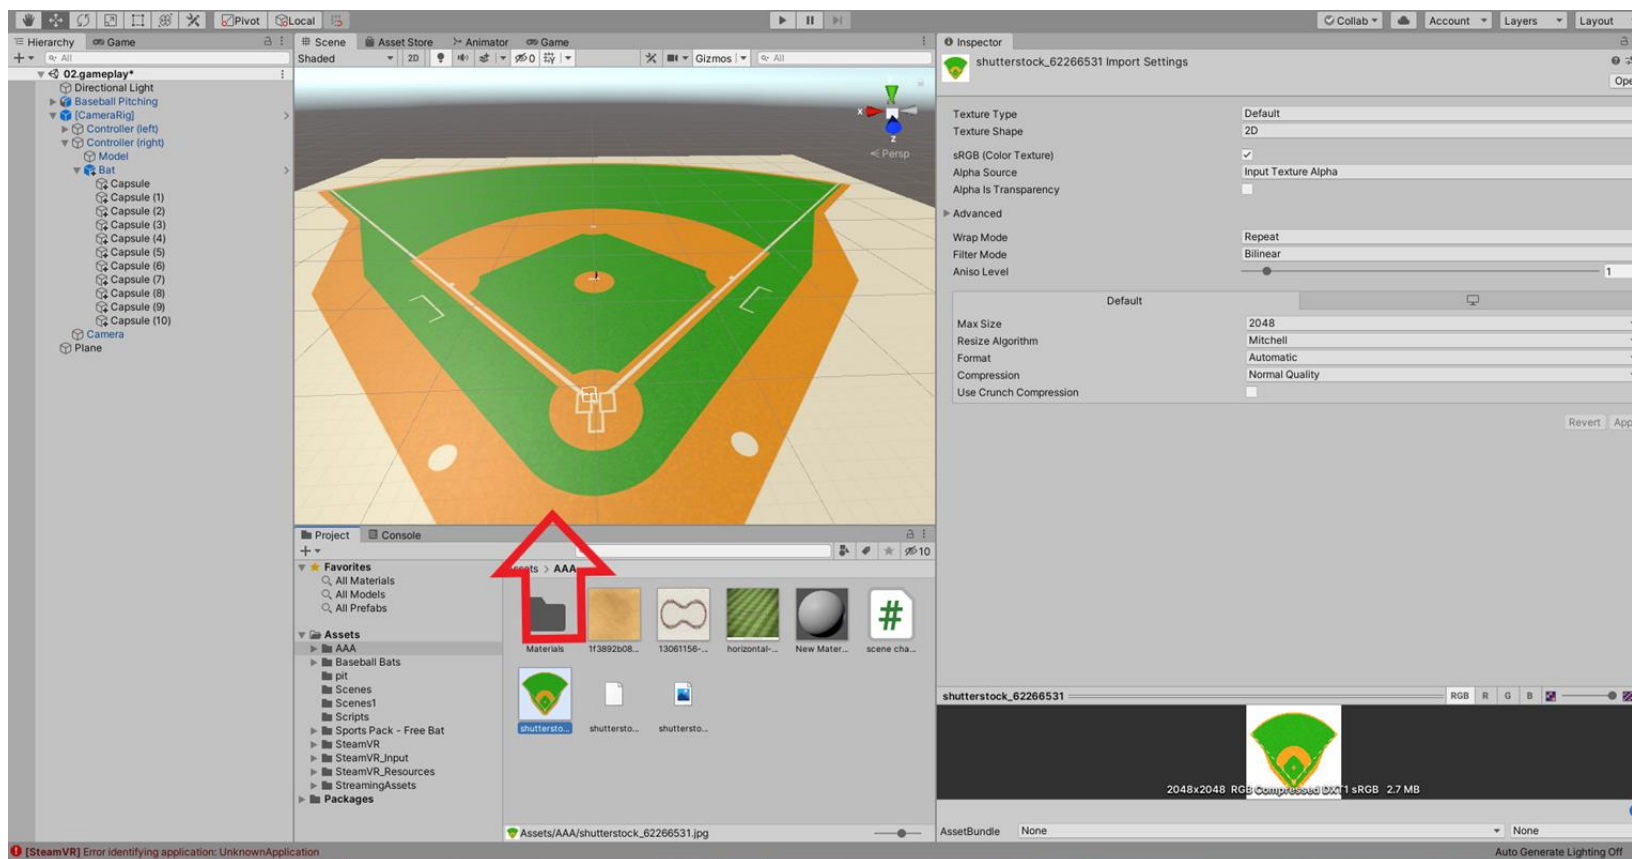 Pivot Local Collab Account Layers Layout
Hierarchy Game
All
02.gameplay*
Directional Light
Baseball Pitching
[CameraRig]
Controller (left)
Controller (right)
Model
Bat
Capsule
Capsule (1)
Capsule (2)
Capsule (3)
Capsule (4)
Capsule (5)
Capsule (6)
Capsule (7)
Capsule (8)
Capsule (9)
Capsule (10)
Camera
Plane
Scene Asset Store Animator Game
Shaded 2D 0 Gizmos All
x
z
Persp
Project Console
10
Favorites
All Materials
All Models
All Prefabs
Assets
AAA
Baseball Bats
pit
Scenes
Scenes1
Scripts
Sports Pack - Free Bat
SteamVR
SteamVR_Input
SteamVR_Resources
StreamingAssets
Packages
> AAA
#
Materials 1f3892b08... 13061156-... horizontal-... New Mater... scene cha...
shuttersto... shuttersto... shuttersto...
Assets/AAA/shutterstock_62266531.jpg
Inspector
shutterstock_62266531 Import Settings
Ope
Texture Type Default
Texture Shape 2D
sRGB (Color Texture)
Alpha Source Input Texture Alpha
Alpha Is Transparency
Advanced
Wrap Mode Repeat
Filter Mode Bilinear
Aniso Level 1
Default
Max Size 2048
Resize Algorithm Mitchell
Format Automatic
Compression Normal Quality
Use Crunch Compression
Revert App
shutterstock_62266531 RGB R G B
2048x2048 RGB Compressed DXT1 sRGB 2.7 MB
AssetBundle None None
[SteamVR] Error identifying application: UnknownApplication
Auto Generate Lighting Off